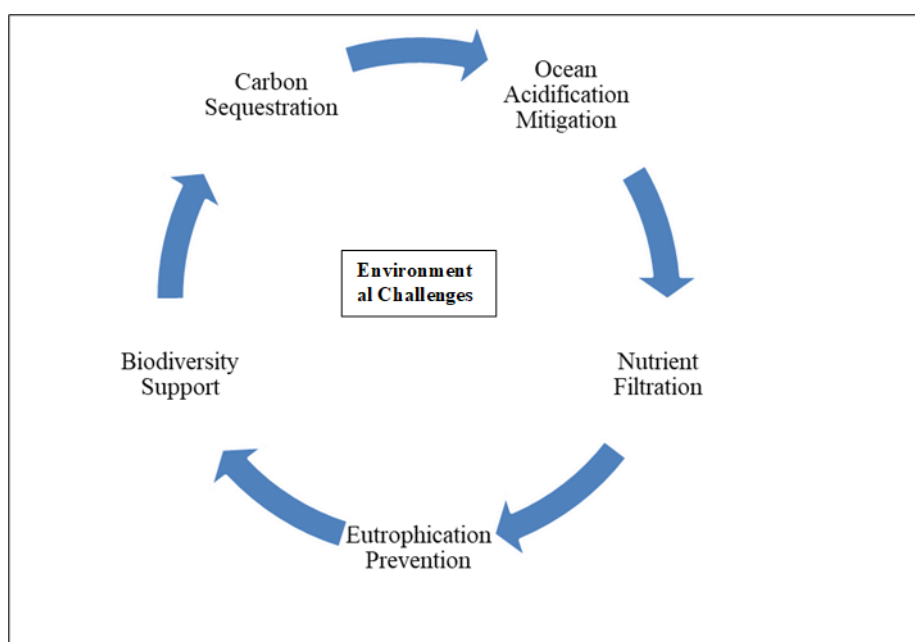 Carbon
Sequestration
Ocean
Acidification
Mitigation
Environment
al Challenges
Biodiversity
Support
Nutrient
Filtration
Eutrophication
Prevention